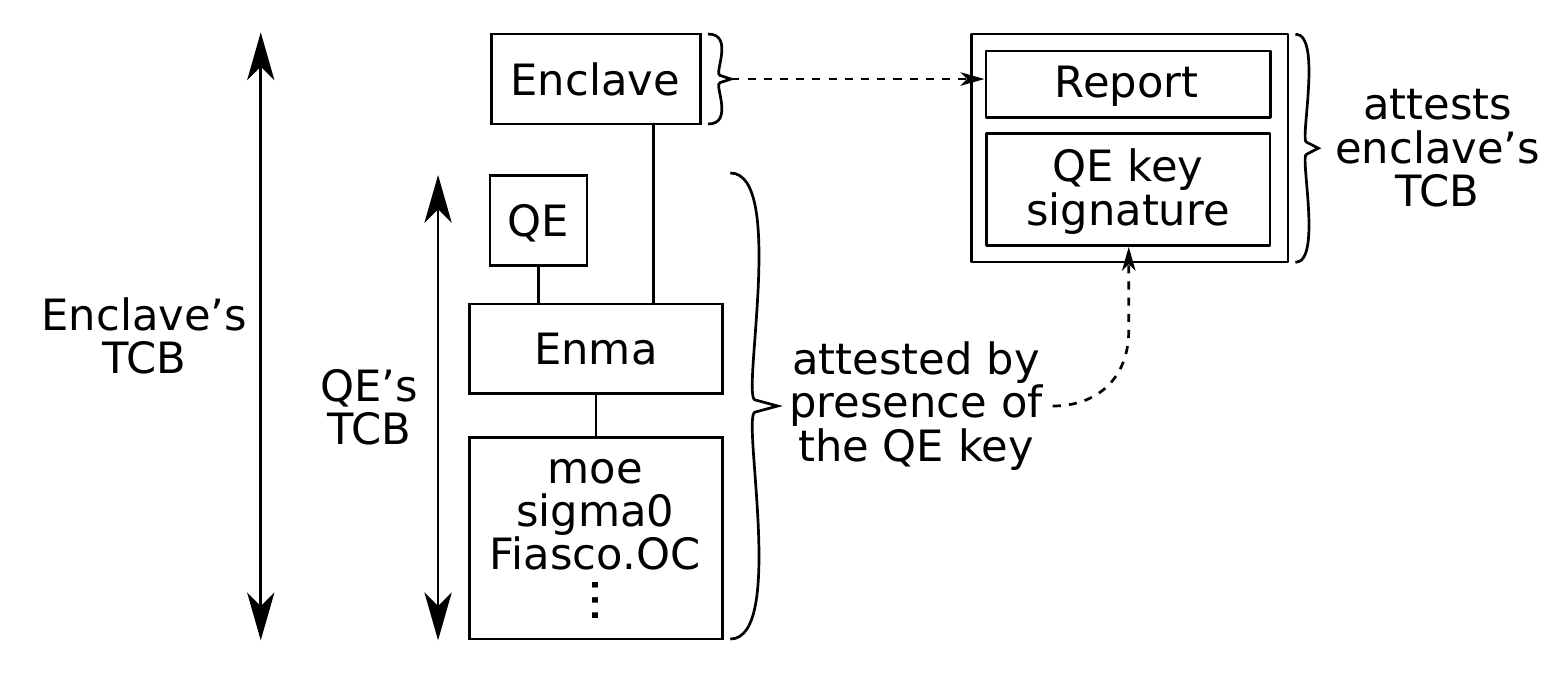 Enclave
Report
attests
enclave’s
TCB
QE key
signature
QE
Enclave’s
TCB
Enma
QE’s
TCB
attested by
presence of
the QE key
moe
sigma0
Fiasco.OC
⋮